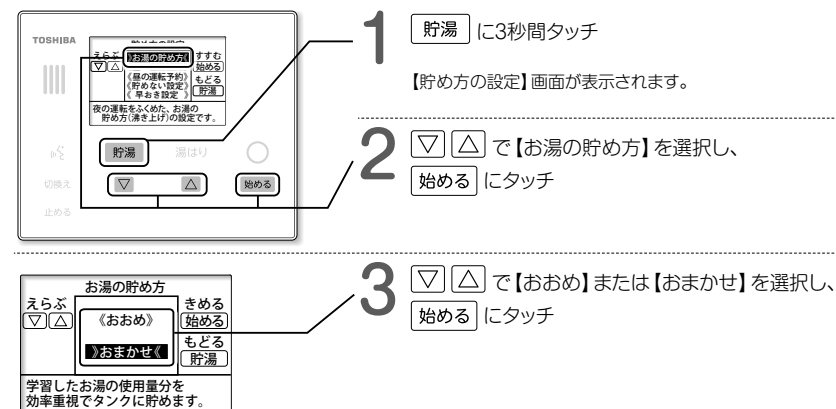 TOSHIBA
貯め方の設定
えらぶ
▽△
》お湯の貯め方《
すすむ
始める
《昼の運転予約》
《貯めない設定》
《 早おき設定 》
もどる
貯湯
夜の運転をふくめた、お湯の
貯め方(沸き上げ)の設定です。
貯湯
湯はり
▽ △
始める
切換え
止める
1
貯湯 に3秒間タッチ
【貯め方の設定】画面が表示されます。
2
▽ △ で【お湯の貯め方】を選択し、
始める にタッチ
お湯の貯め方
えらぶ
▽△
《おおめ》
》おまかせ《
きめる
始める
もどる
貯湯
学習したお湯の使用量分を
効率重視でタンクに貯めます。
3
▽ △ で【おおめ】または【おまかせ】を選択し、
始める にタッチ